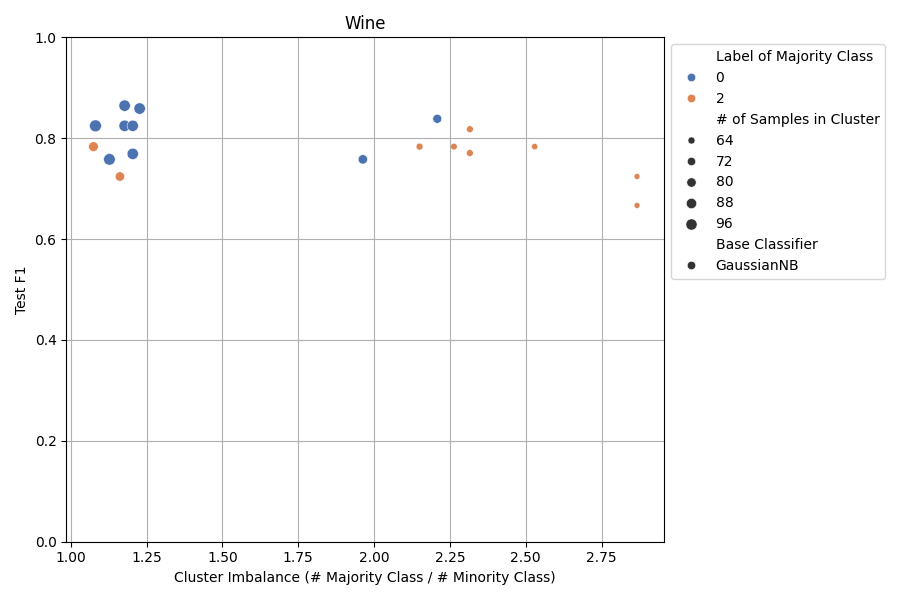 Wine
1.0
0.8
0.6
0.4
0.2
0.0
Test F1
1.00 1.25 1.50 1.75 2.00 2.25 2.50 2.75
Cluster Imbalance (# Majority Class / # Minority Class)
Label of Majority Class
0
2
# of Samples in Cluster
64
72
80
88
96
Base Classifier
GaussianNB